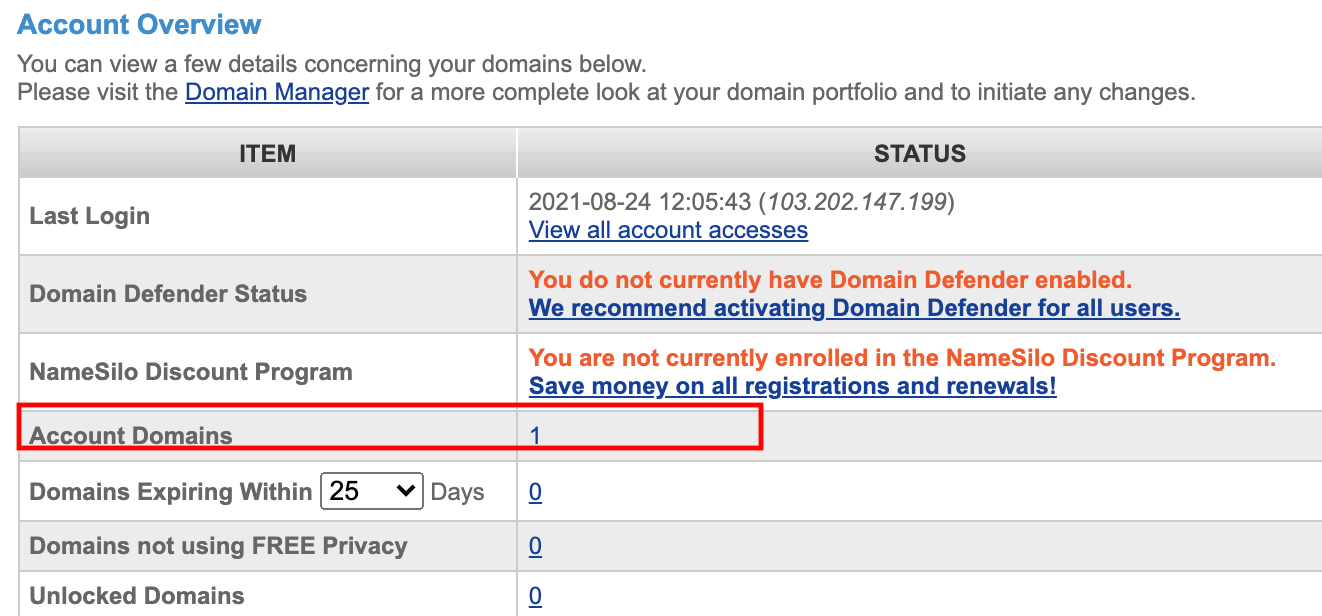 Account Overview
You can view a few details concerning your domains below.
Please visit the Domain Manager for a more complete look at your domain portfolio and to initiate any changes.
ITEM STATUS
Last Login 2021-08-24 12:05:43 (103.202.147.199)
View all account accesses
Domain Defender Status You do not currently have Domain Defender enabled.
We recommend activating Domain Defender for all users.
NameSilo Discount Program You are not currently enrolled in the NameSilo Discount Program.
Save money on all registrations and renewals!
Account Domains 1
Domains Expiring Within 25 Days 0
Domains not using FREE Privacy 0
Unlocked Domains 0